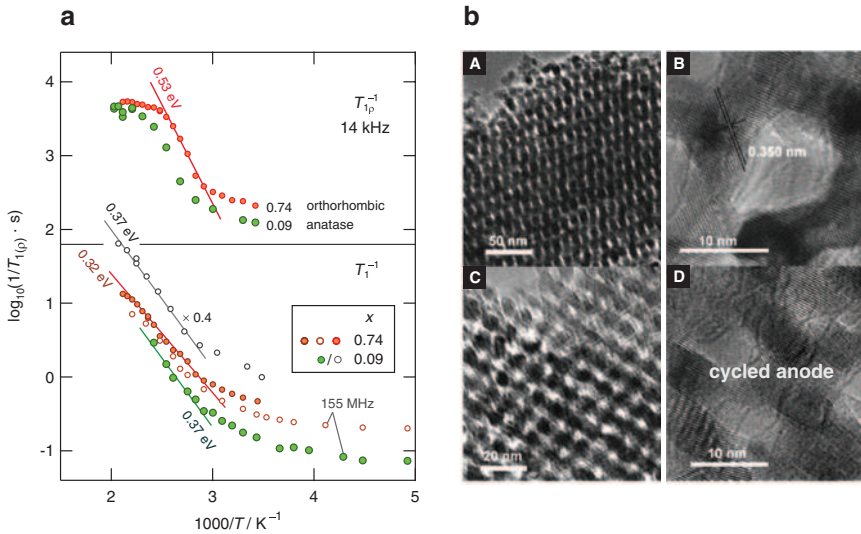 a
b
log₁₀(1/T₁₍ᵨ₎ · s)
4
3
2
1
0
-1
0.53 eV
T₁ᵨ⁻¹
14 kHz
0.74 orthorhombic
0.09 anatase
0.37 eV
T₁⁻¹
0.32 eV
× 0.4
x
0.74
/ 0.09
155 MHz
0.37 eV
2 3 4 5
1000/T / K⁻¹
A
50 nm
B
0.350 nm
10 nm
C
20 nm
D
cycled anode
10 nm